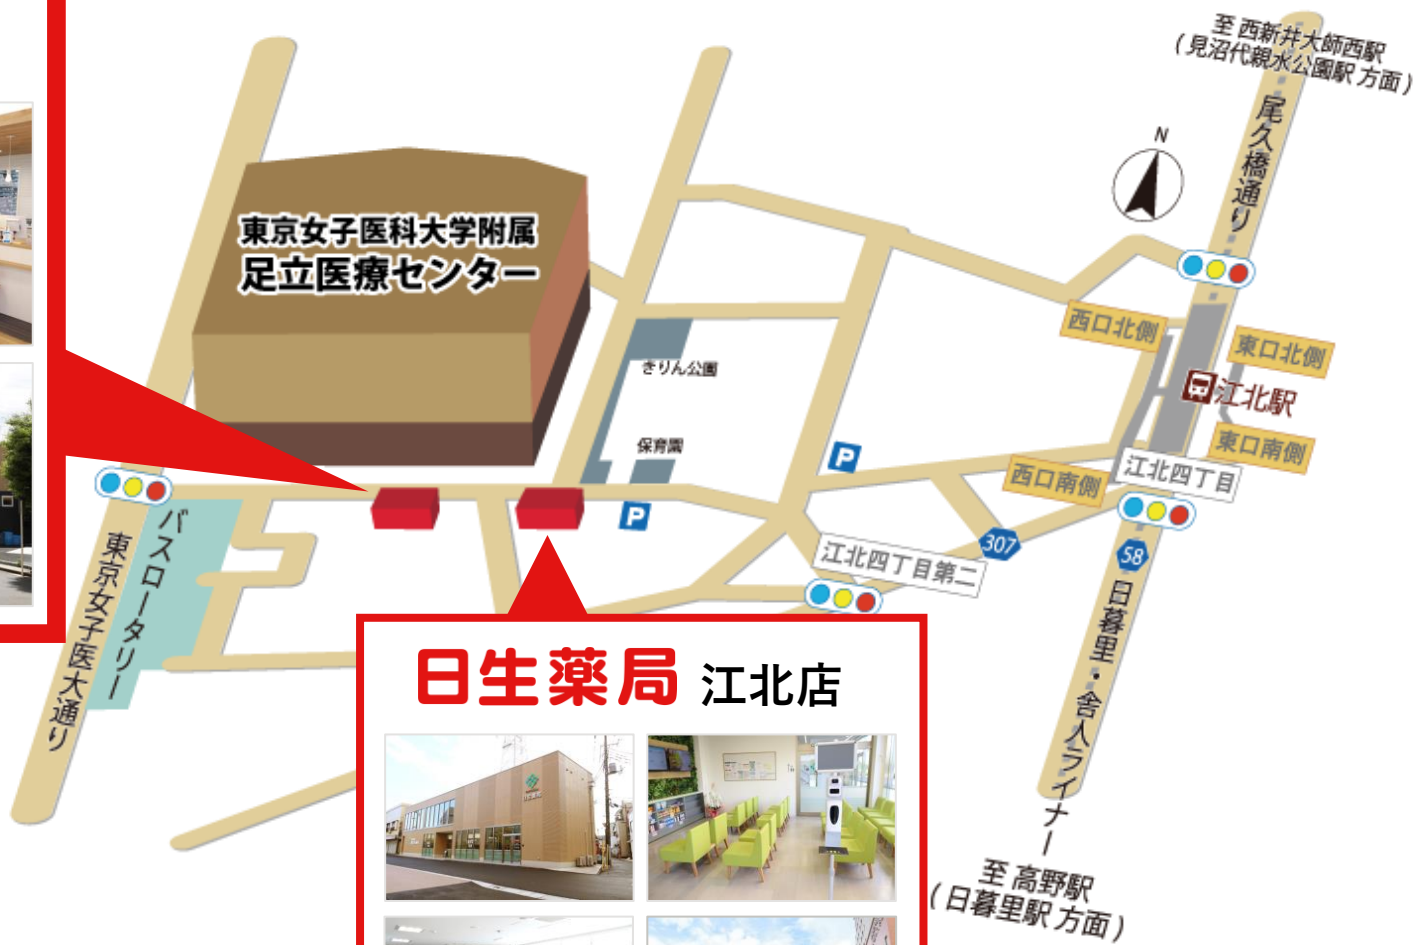 至 西新井大師西駅
( 見沼代親水公園駅 方面 )
尾久橋通り
N
東京女子医科大学附属
足立医療センター
西口北側
東口北側
きりん公園
江北駅
保育園
P
東口南側
江北四丁目
西口南側
バスロータリー
P
307
江北四丁目第二
58
東京女子医大通り
日暮里・舎人ライナー
日生薬局 江北店
日生薬局
至 高野駅
( 日暮里駅 方面 )